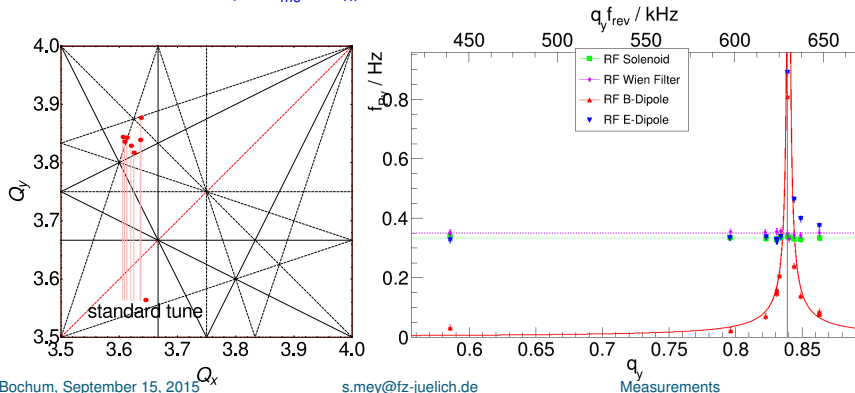 4.0
3.9
3.8
3.7
3.6
3.5
Q_y
standard tune
3.5 3.6 3.7 3.8 3.9 4.0
Q_x
q_y f_rev / kHz
450 500 550 600 650
f_Py / Hz
0.8
0.6
0.4
0.2
0
RF Solenoid
RF Wien Filter
RF B-Dipole
RF E-Dipole
0.6 0.65 0.7 0.75 0.8 0.85
q_y
Bochum, September 15, 2015 s.mey@fz-juelich.de Measurements